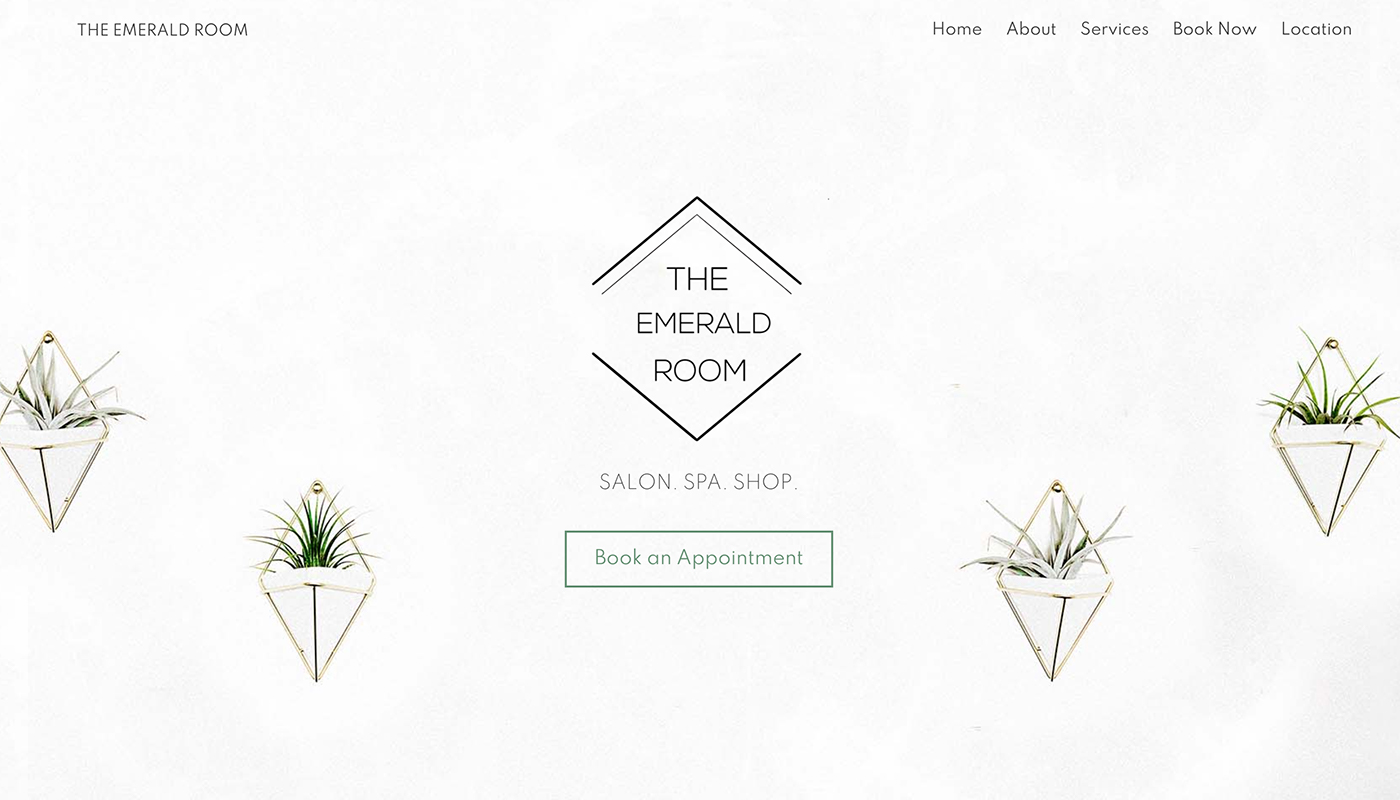 THE EMERALD ROOM
Home About Services Book Now Location
THE
EMERALD
ROOM
SALON. SPA. SHOP.
Book an Appointment